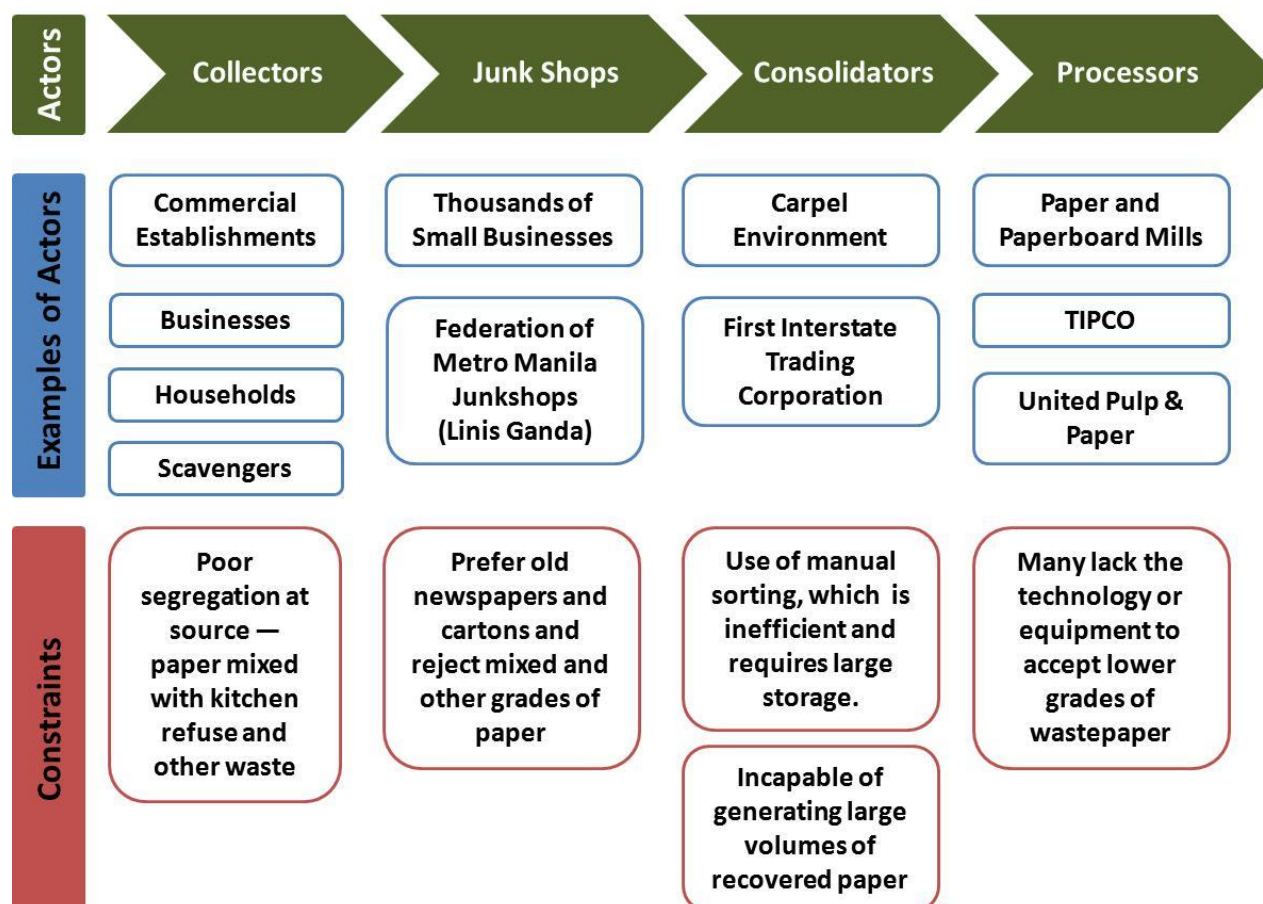 Actors
Collectors
Junk Shops
Consolidators
Processors
Examples of Actors
Commercial
Establishments
Businesses
Households
Scavengers
Thousands of
Small Businesses
Federation of
Metro Manila
Junkshops
(Linis Ganda)
Carpel
Environment
First Interstate
Trading
Corporation
Paper and
Paperboard Mills
TIPCO
United Pulp &
Paper
Constraints
Poor
segregation at
source —
paper mixed
with kitchen
refuse and
other waste
Prefer old
newspapers and
cartons and
reject mixed and
other grades of
paper
Use of manual
sorting, which is
inefficient and
requires large
storage.
Incapable of
generating large
volumes of
recovered paper
Many lack the
technology or
equipment to
accept lower
grades of
wastepaper